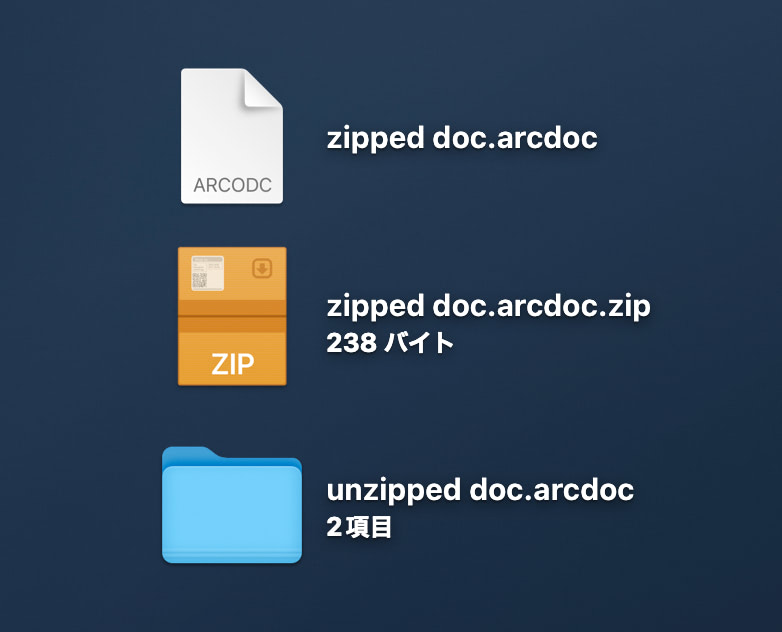 ARCODC
zipped doc.arcdoc
ZIP
zipped doc.arcdoc.zip
238 バイト
unzipped doc.arcdoc
2項目